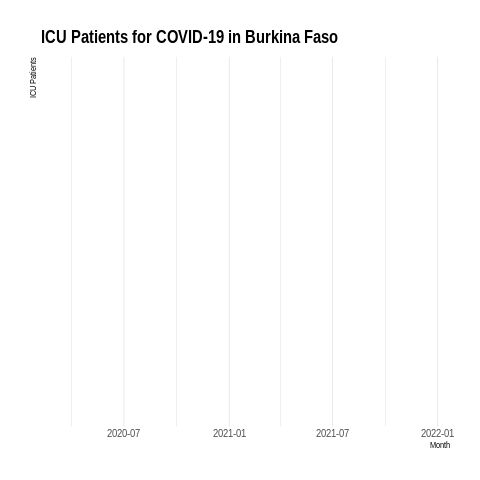 ICU Patients for COVID-19 in Burkina Faso
ICU Patients
2020-07 2021-01 2021-07 2022-01
Month